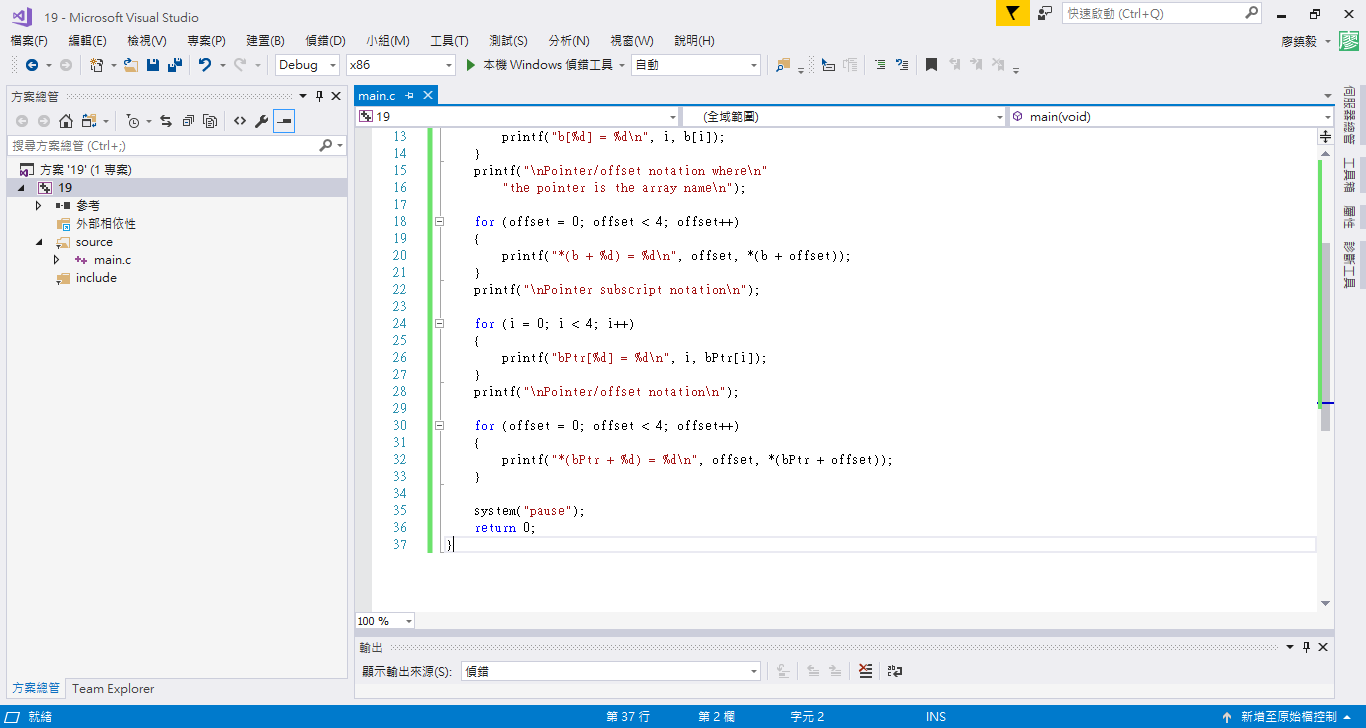 19 - Microsoft Visual Studio
快速啟動 (Ctrl+Q)
檔案(F) 編輯(E) 檢視(V) 專案(P) 建置(B) 偵錯(D) 小組(M) 工具(T) 測試(S) 分析(N) 視窗(W) 說明(H)
廖鎮毅 廖
Debug x86 本機 Windows 偵錯工具 自動
方案總管
main.c
19 (全域範圍) main(void)
搜尋方案總管 (Ctrl+;)
方案 '19' (1 專案)
19
參考
外部相依性
source
main.c
include
13 printf("b[%d] = %d\n", i, b[i]);
14 }
15 printf("\nPointer/offset notation where\n"
16 "the pointer is the array name\n");
17
18 for (offset = 0; offset < 4; offset++)
19 {
20 printf("*(b + %d) = %d\n", offset, *(b + offset));
21 }
22 printf("\nPointer subscript notation\n");
23
24 for (i = 0; i < 4; i++)
25 {
26 printf("bPtr[%d] = %d\n", i, bPtr[i]);
27 }
28 printf("\nPointer/offset notation\n");
29
30 for (offset = 0; offset < 4; offset++)
31 {
32 printf("*(bPtr + %d) = %d\n", offset, *(bPtr + offset));
33 }
34
35 system("pause");
36 return 0;
37 }
100 %
伺服器總管
工具箱
屬性
診斷工具
輸出
顯示輸出來源(S): 偵錯
方案總管 Team Explorer
就緒 第 37 行 第 2 欄 字元 2 INS 新增至原始檔控制